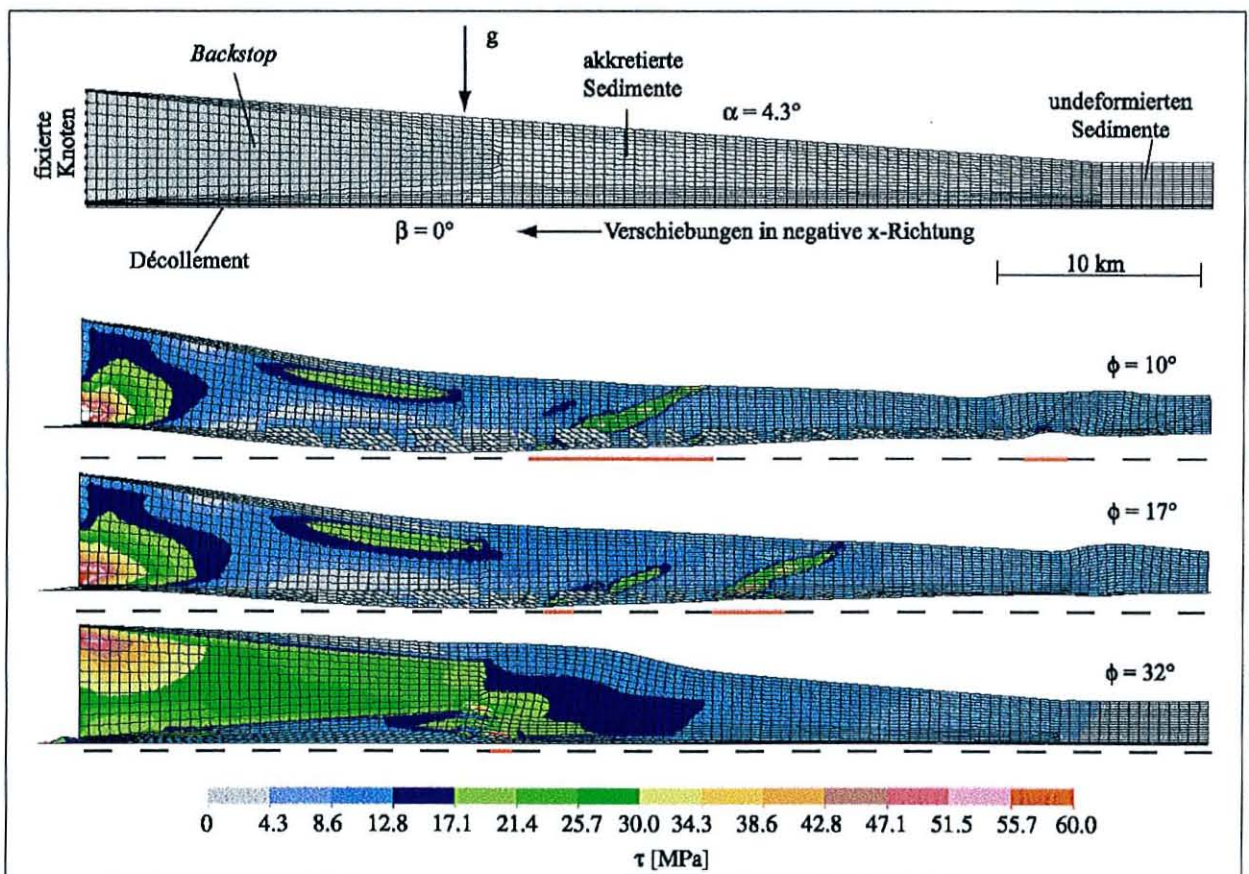 g
Backstop
akkretierte
Sedimente
α = 4.3°
undeformierten
Sedimente
fixierte
Knoten
β = 0°
Verschiebungen in negative x-Richtung
Décollement
10 km
ϕ = 10°
ϕ = 17°
ϕ = 32°
0 4.3 8.6 12.8 17.1 21.4 25.7 30.0 34.3 38.6 42.8 47.1 51.5 55.7 60.0
τ [MPa]